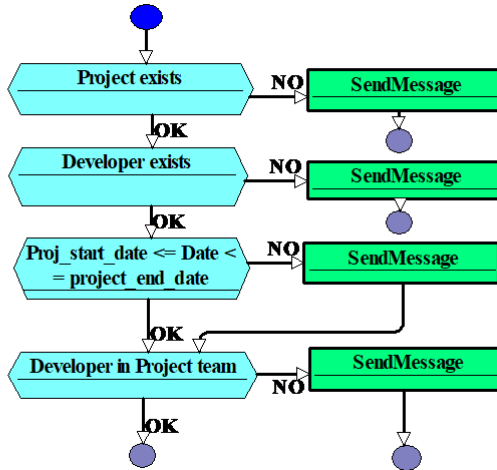 Project exists
NO
SendMessage
OK
Developer exists
NO
SendMessage
OK
Proj_start_date <= Date <
= project_end_date
NO
SendMessage
OK
Developer in Project team
NO
SendMessage
OK